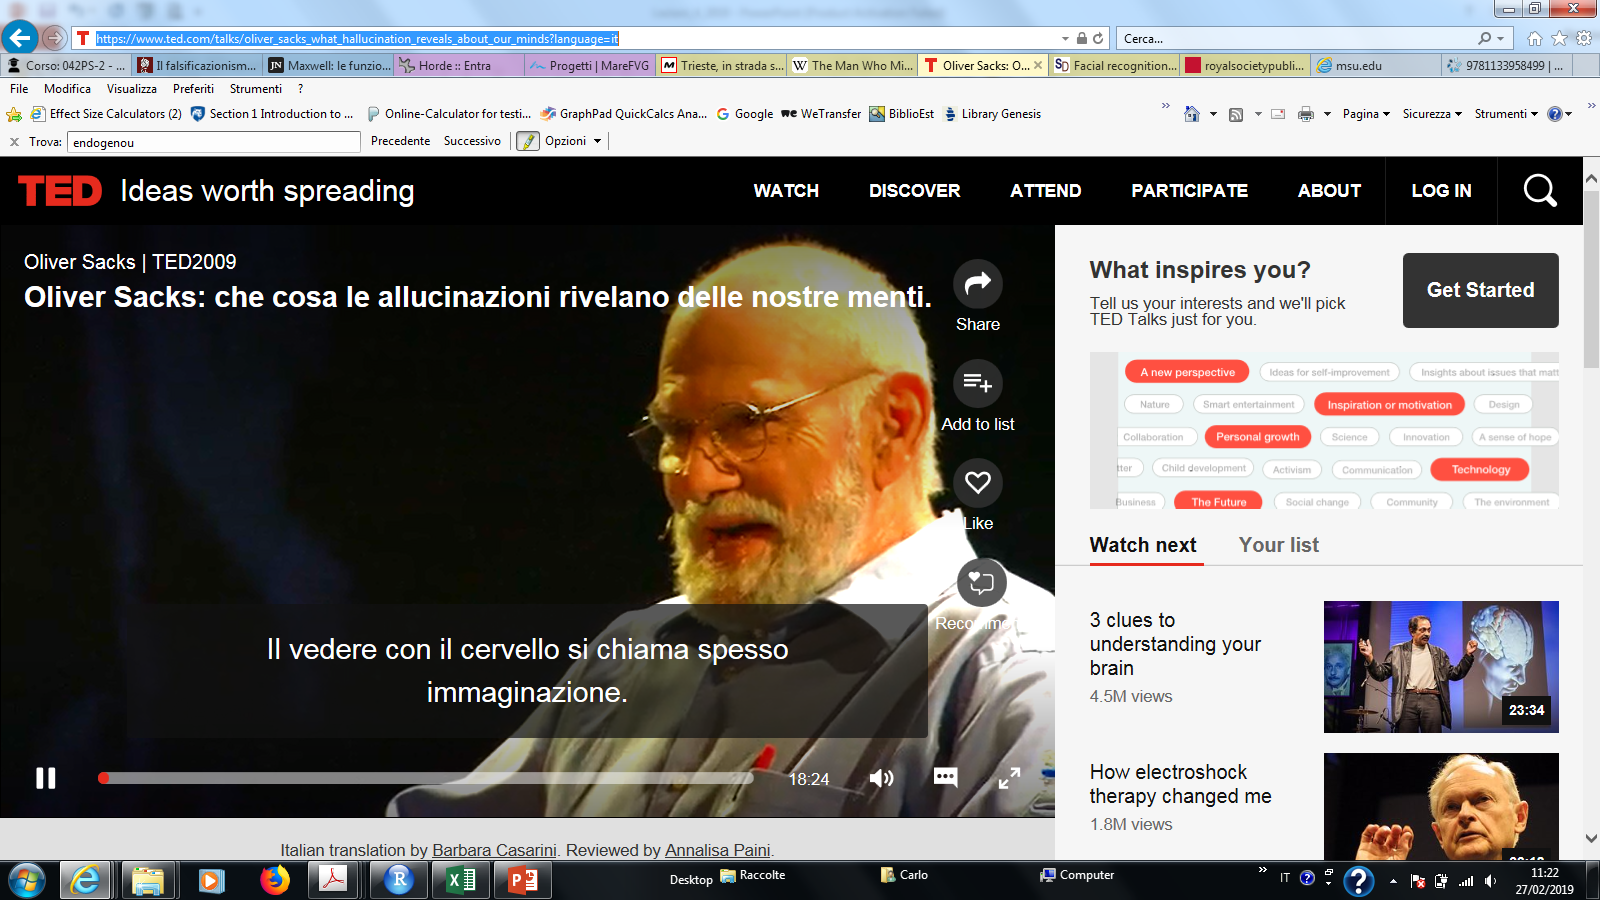 https://www.ted.com/talks/oliver_sacks_what_hallucination_reveals_about_our_minds?language=it
Cerca...
Corso: 042PS-2 - ...
Il falsificazionism...
Maxwell: le funzio...
Horde :: Entra
Progetti | MareFVG
Trieste, in strada s...
The Man Who Mi...
Oliver Sacks: O...
Facial recognition...
royalsocietypubli...
msu.edu
9781133958499 | ...
File Modifica Visualizza Preferiti Strumenti ?
Effect Size Calculators (2)
Section 1 Introduction to ...
Online-Calculator for testi...
GraphPad QuickCalcs Ana...
Google
WeTransfer
BiblioEst
Library Genesis
Pagina
Sicurezza
Strumenti
Trova: endogenou
Precedente Successivo Opzioni
TED Ideas worth spreading
WATCH DISCOVER ATTEND PARTICIPATE ABOUT LOG IN
Oliver Sacks | TED2009
Oliver Sacks: che cosa le allucinazioni rivelano delle nostre menti.
Share
Add to list
Like
Il vedere con il cervello si chiama spesso
immaginazione.
18:24
Italian translation by Barbara Casarini. Reviewed by Annalisa Paini.
What inspires you?
Tell us your interests and we'll pick
TED Talks just for you.
Get Started
A new perspective Ideas for self-improvement Insights about issues that matt
Nature Smart entertainment Inspiration or motivation Design
Collaboration Personal growth Science Innovation A sense of hope
tter Child development Activism Communication Technology
Business The Future Social change Community The environment
Watch next Your list
3 clues to
understanding your
brain
4.5M views
23:34
How electroshock
therapy changed me
1.8M views
Desktop Raccolte Carlo Computer
IT
11:22
27/02/2019